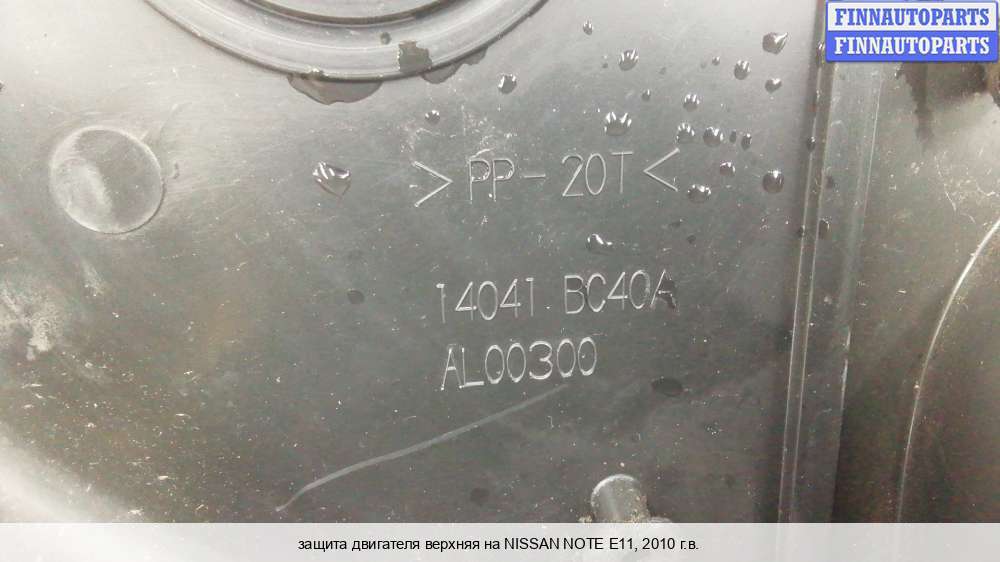 FINNAUTOPARTS
FINNAUTOPARTS
>PP-20T<
14041 BC40A
AL00300
защита двигателя верхняя на NISSAN NOTE E11, 2010 г.в.